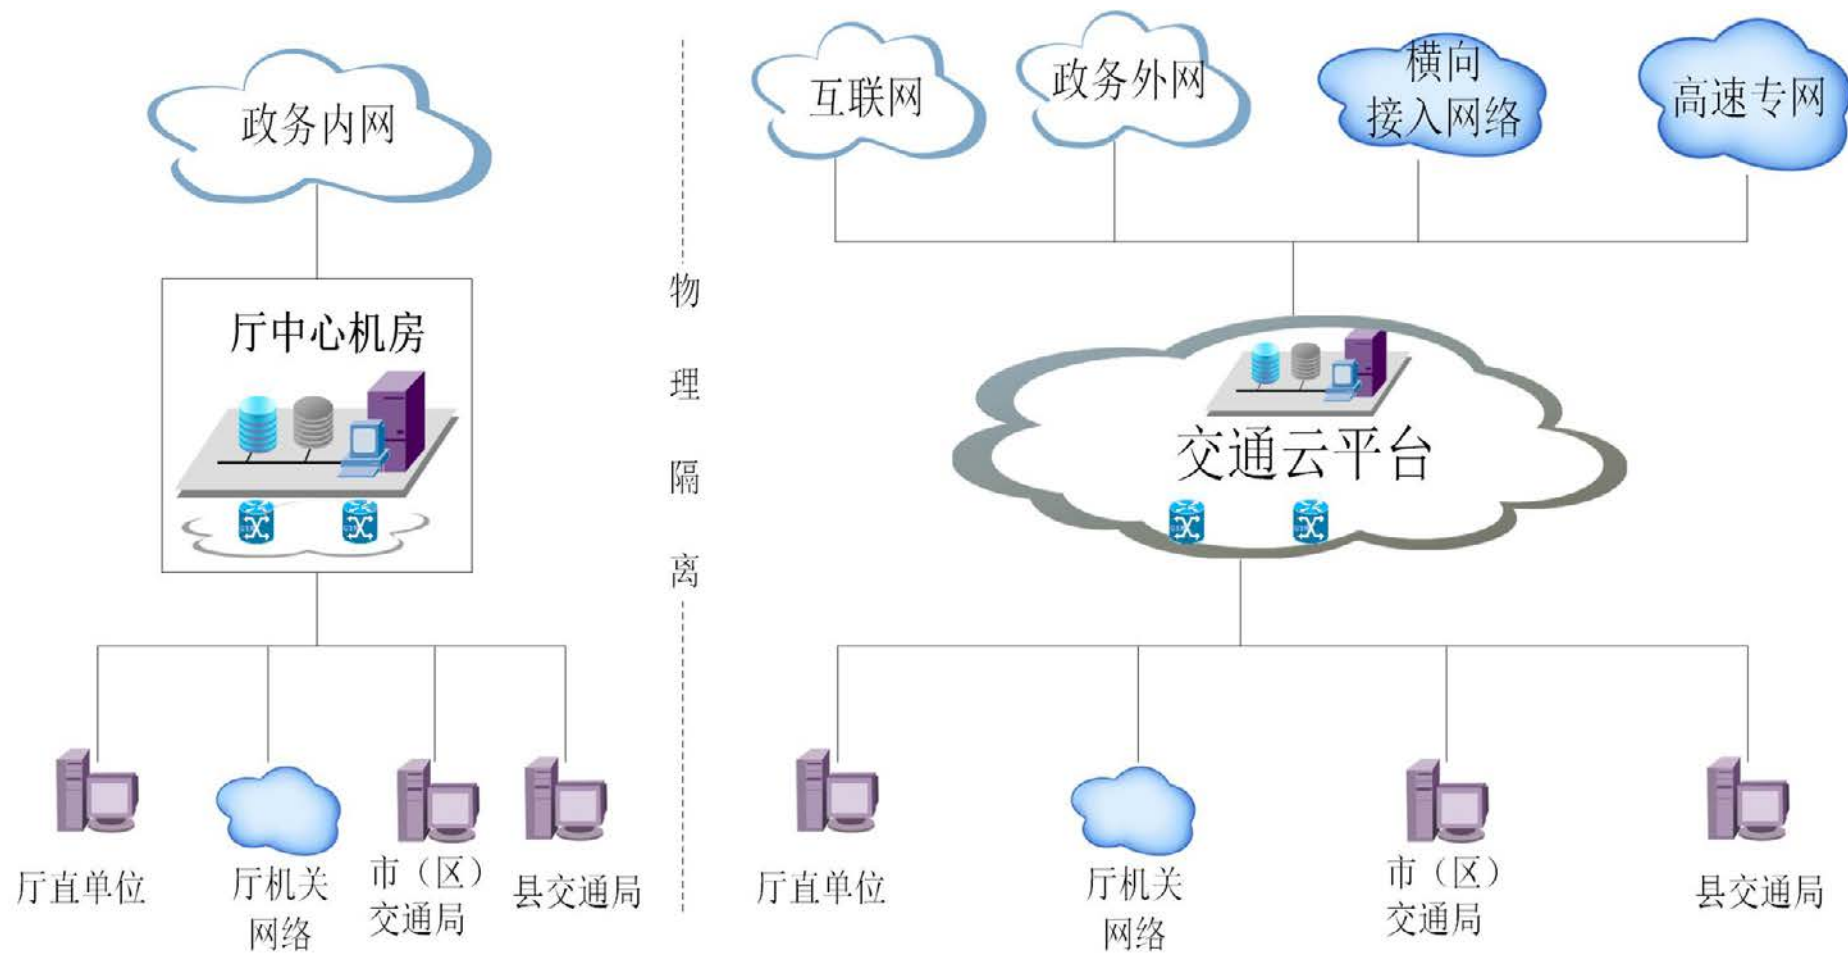 政务内网
互联网
政务外网
横向
接入网络
高速专网
厅中心机房
物
理
隔
离
交通云平台
厅直单位
厅机关
网络
市（区）
交通局
县交通局
厅直单位
厅机关
网络
市（区）
交通局
县交通局